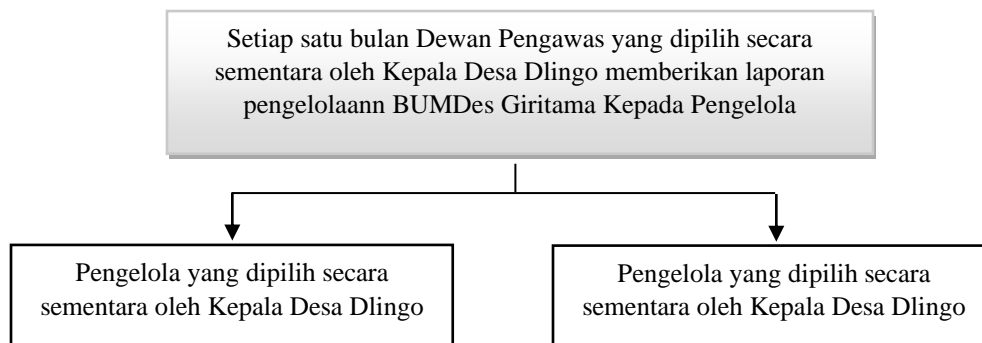 Setiap satu bulan Dewan Pengawas yang dipilih secara
sementara oleh Kepala Desa Dlingo memberikan laporan
pengelolaann BUMDes Giritama Kepada Pengelola
Pengelola yang dipilih secara
sementara oleh Kepala Desa Dlingo
Pengelola yang dipilih secara
sementara oleh Kepala Desa Dlingo